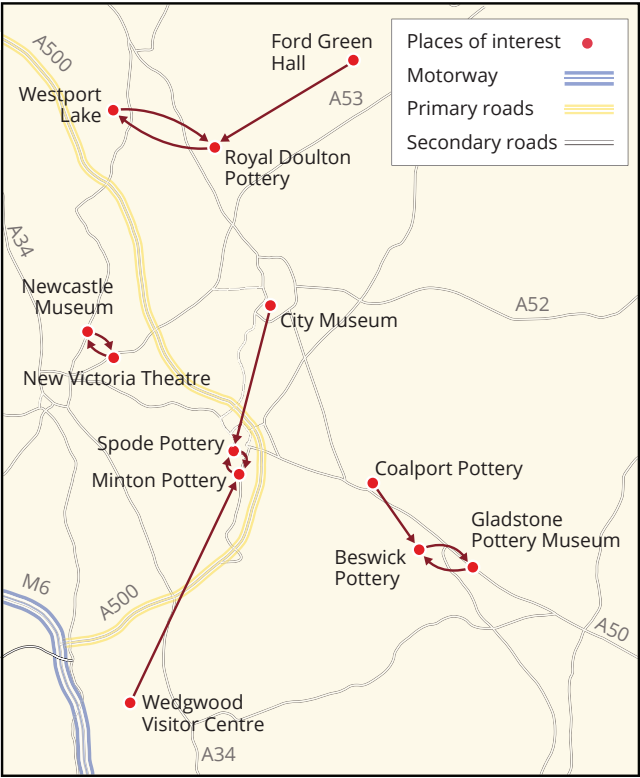 A500
Ford Green
Hall
Places of interest
Motorway
Primary roads
Secondary roads
Westport
Lake
A53
Royal Doulton
Pottery
A34
Newcastle
Museum
A52
City Museum
New Victoria Theatre
Spode Pottery
Minton Pottery
Coalport Pottery
Gladstone
Pottery Museum
Beswick
Pottery
M6
A500
A50
Wedgwood
Visitor Centre
A34